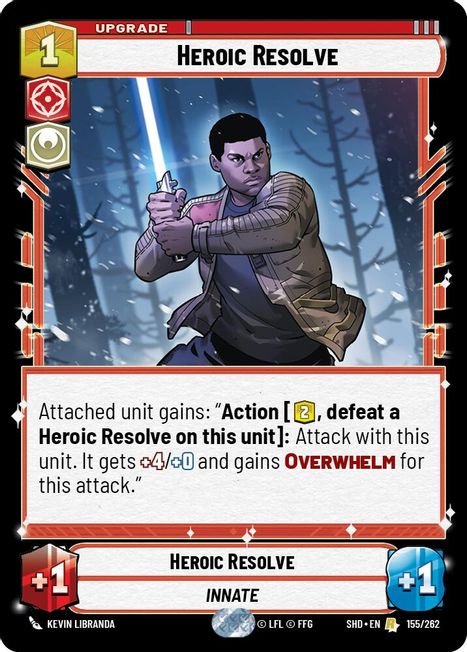 UPGRADE
1
HEROIC RESOLVE
Attached unit gains: “Action [2, defeat a
Heroic Resolve on this unit]: Attack with this
unit. It gets +4/+0 and gains OVERWHELM for
this attack.”
+1
HEROIC RESOLVE
INNATE
+1
KEVIN LIBRANDA
© LFL © FFG
SHD • EN R 155/262